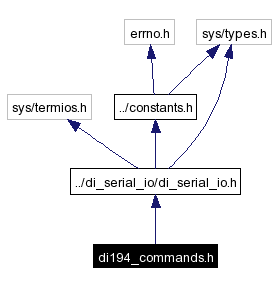 errno.h
sys/types.h
sys/termios.h
../constants.h
../di_serial_io/di_serial_io.h
di194_commands.h